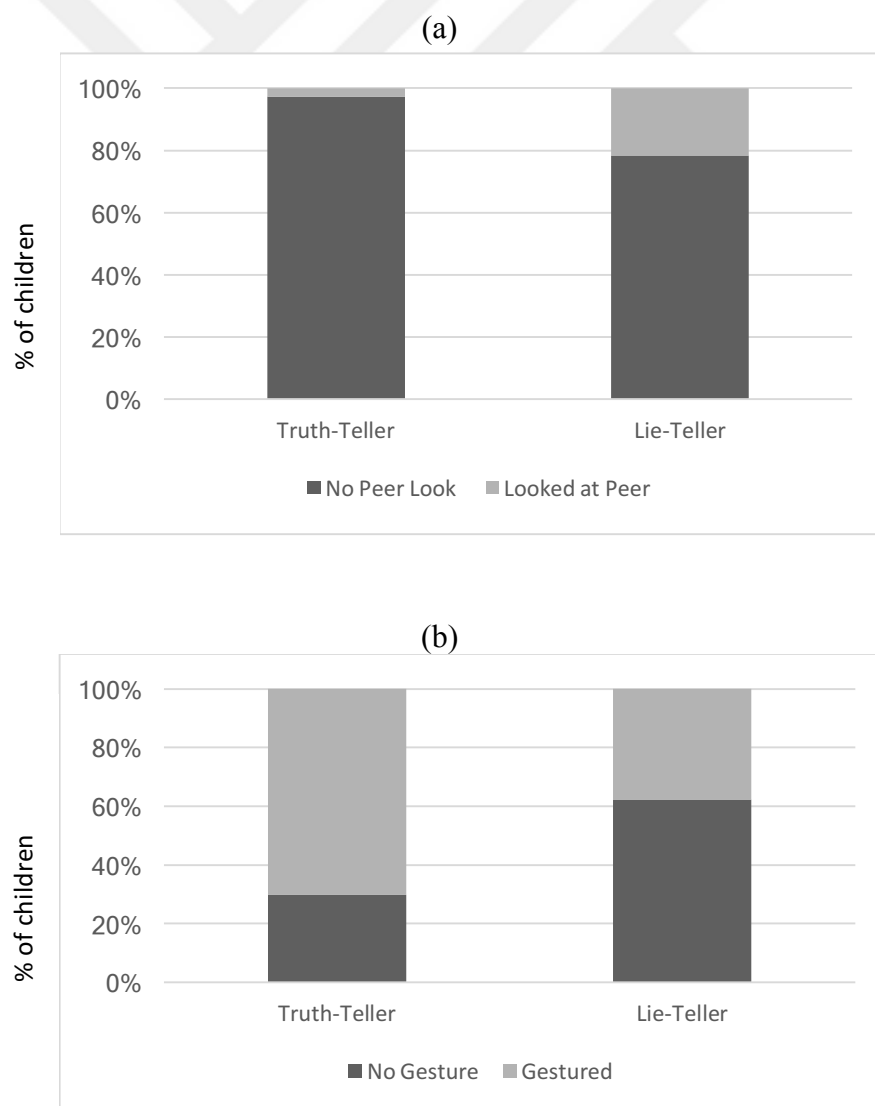 (a)
% of children
100%
80%
60%
40%
20%
0%
Truth-Teller Lie-Teller
No Peer Look Looked at Peer
(b)
% of children
100%
80%
60%
40%
20%
0%
Truth-Teller Lie-Teller
No Gesture Gestured